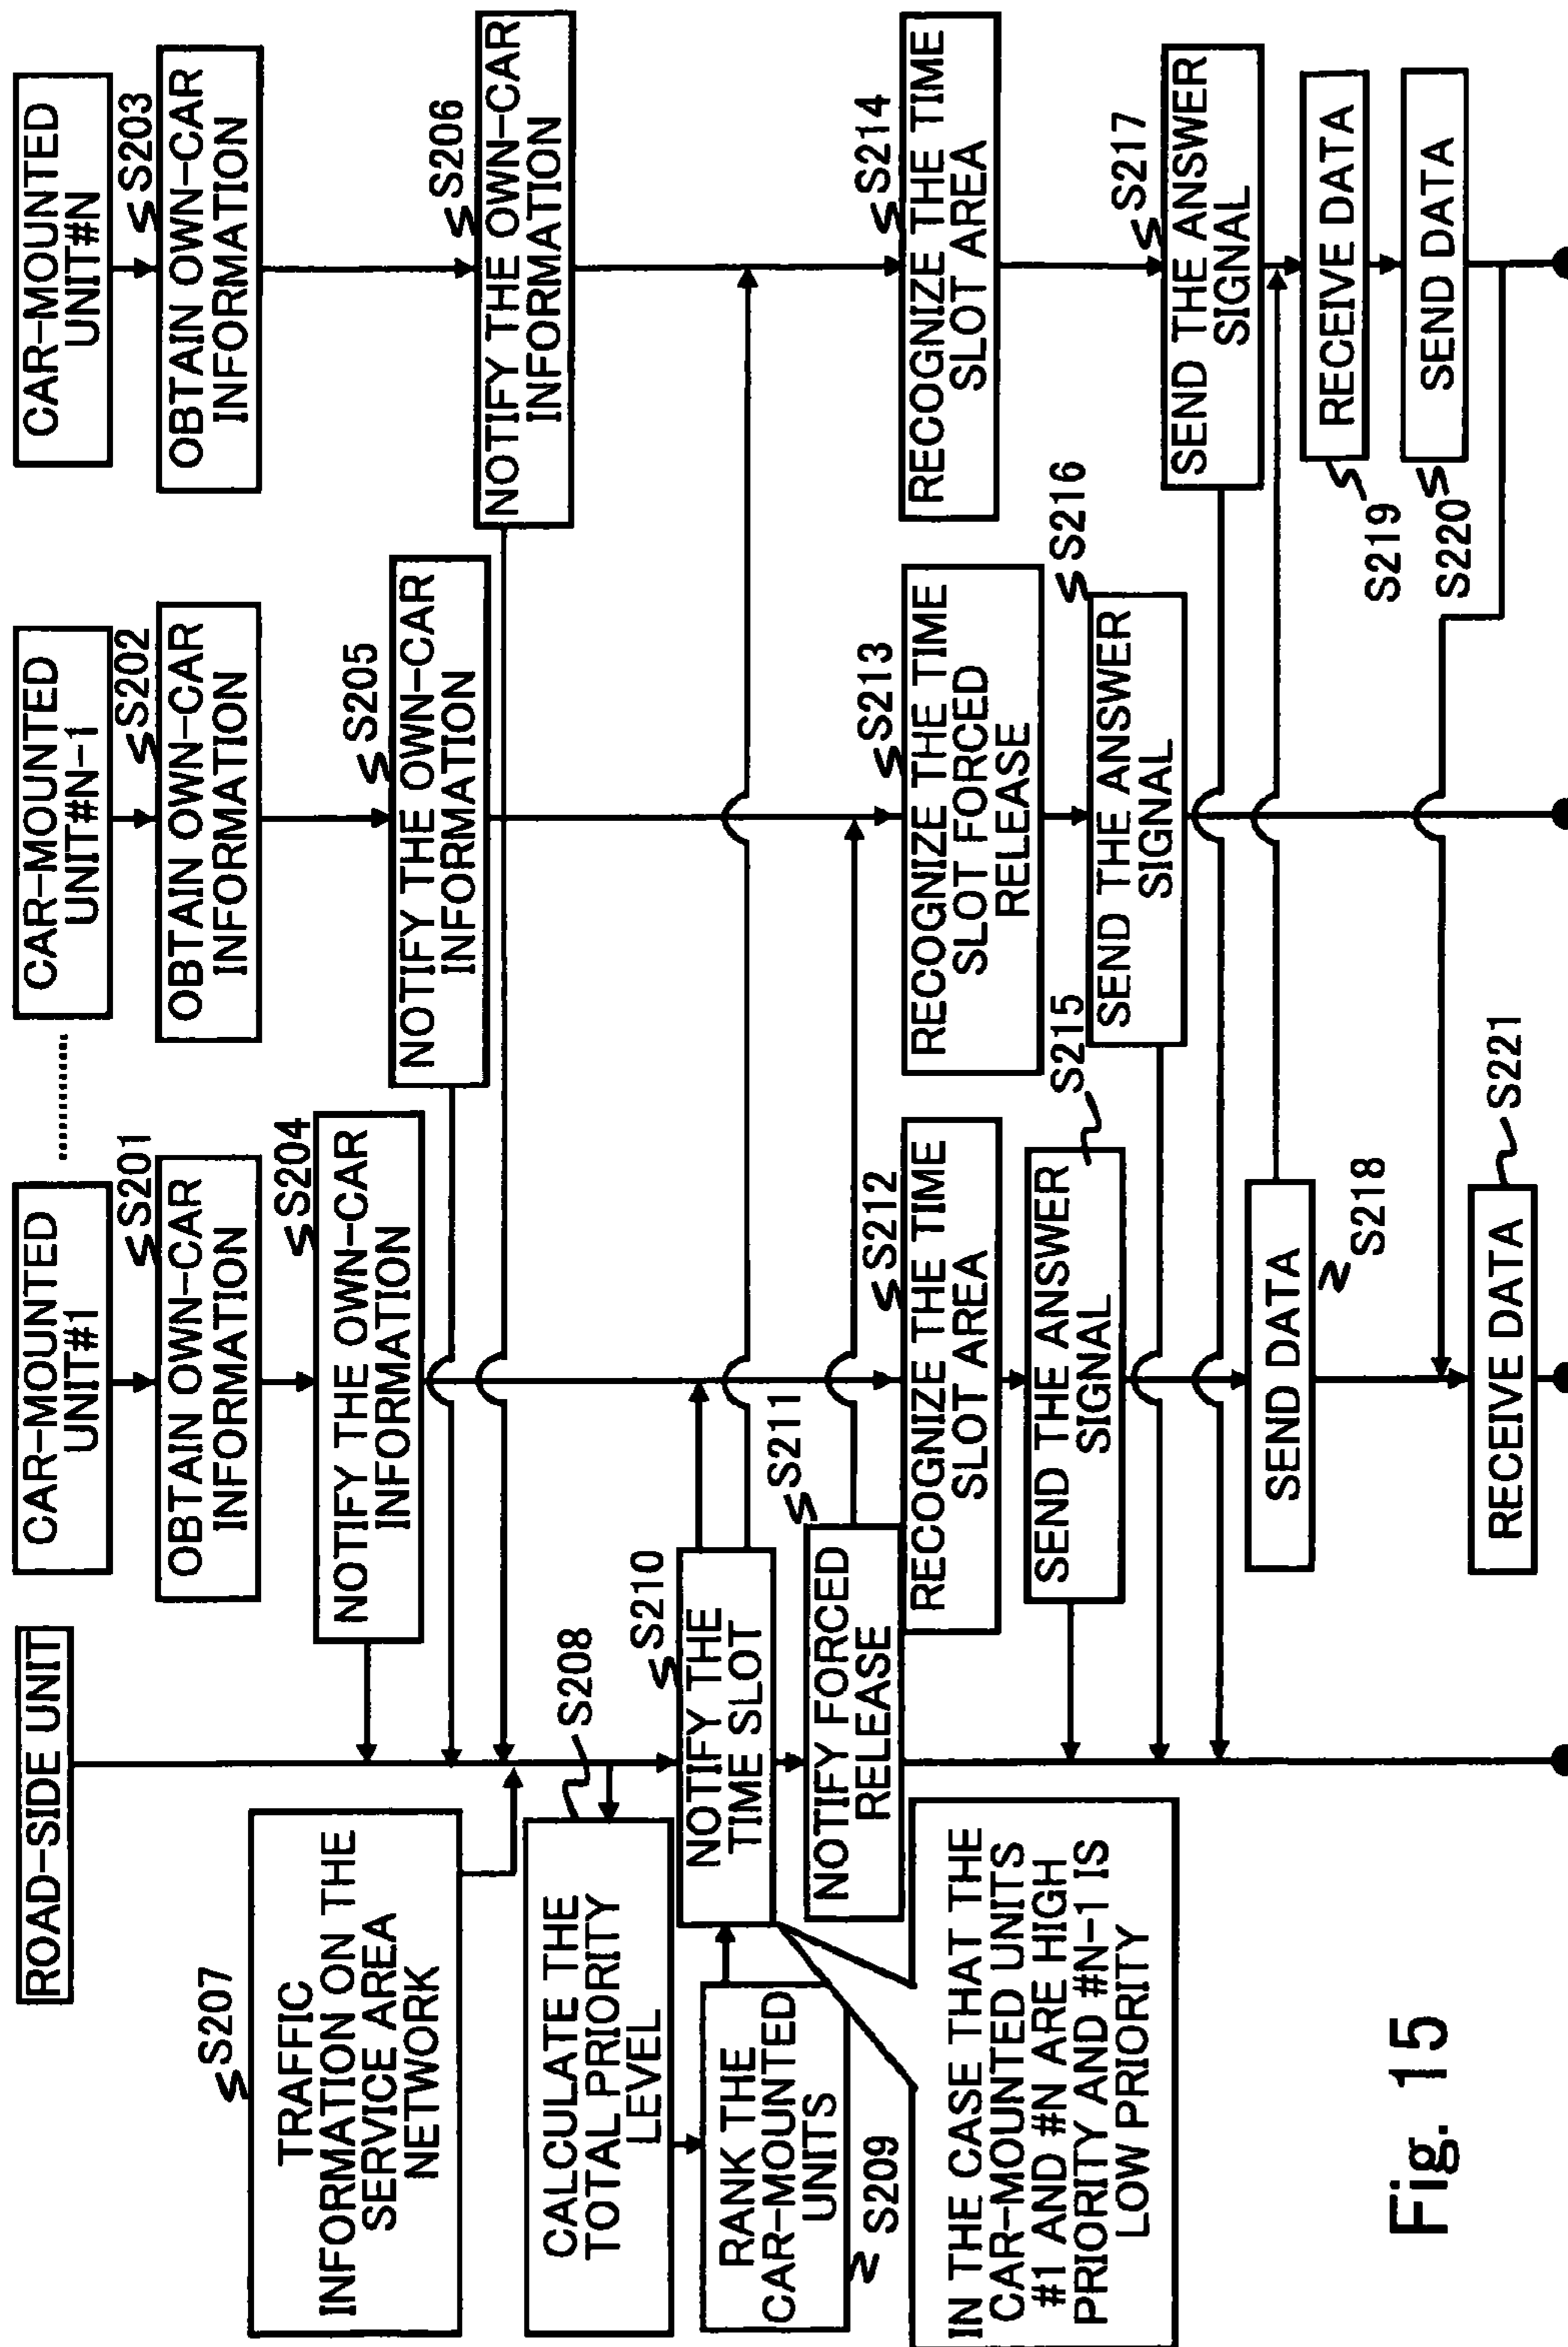 ROAD-SIDE UNIT
CAR-MOUNTED
UNIT#1
CAR-MOUNTED
UNIT#N-1
CAR-MOUNTED
UNIT#N
S201
OBTAIN OWN-CAR
INFORMATION
S202
OBTAIN OWN-CAR
INFORMATION
S203
OBTAIN OWN-CAR
INFORMATION
S204
NOTIFY THE OWN-CAR
INFORMATION
S205
NOTIFY THE OWN-CAR
INFORMATION
S206
NOTIFY THE OWN-CAR
INFORMATION
S207
TRAFFIC
INFORMATION ON THE
SERVICE AREA
NETWORK
S208
CALCULATE THE
TOTAL PRIORITY
LEVEL
RANK THE
CAR-MOUNTED
UNITS
S209
S210
NOTIFY THE
TIME SLOT
S211
NOTIFY FORCED
RELEASE
IN THE CASE THAT THE
CAR-MOUNTED UNITS
#1 AND #N ARE HIGH
PRIORITY AND #N-1 IS
LOW PRIORITY
S212
RECOGNIZE THE TIME
SLOT AREA
S213
RECOGNIZE THE TIME
SLOT FORCED
RELEASE
S214
RECOGNIZE THE TIME
SLOT AREA
S215
SEND THE ANSWER
SIGNAL
S216
SEND THE ANSWER
SIGNAL
S217
SEND THE ANSWER
SIGNAL
SEND DATA
S218
RECEIVE DATA
S219
SEND DATA
S220
S221
RECEIVE DATA
Fig. 15